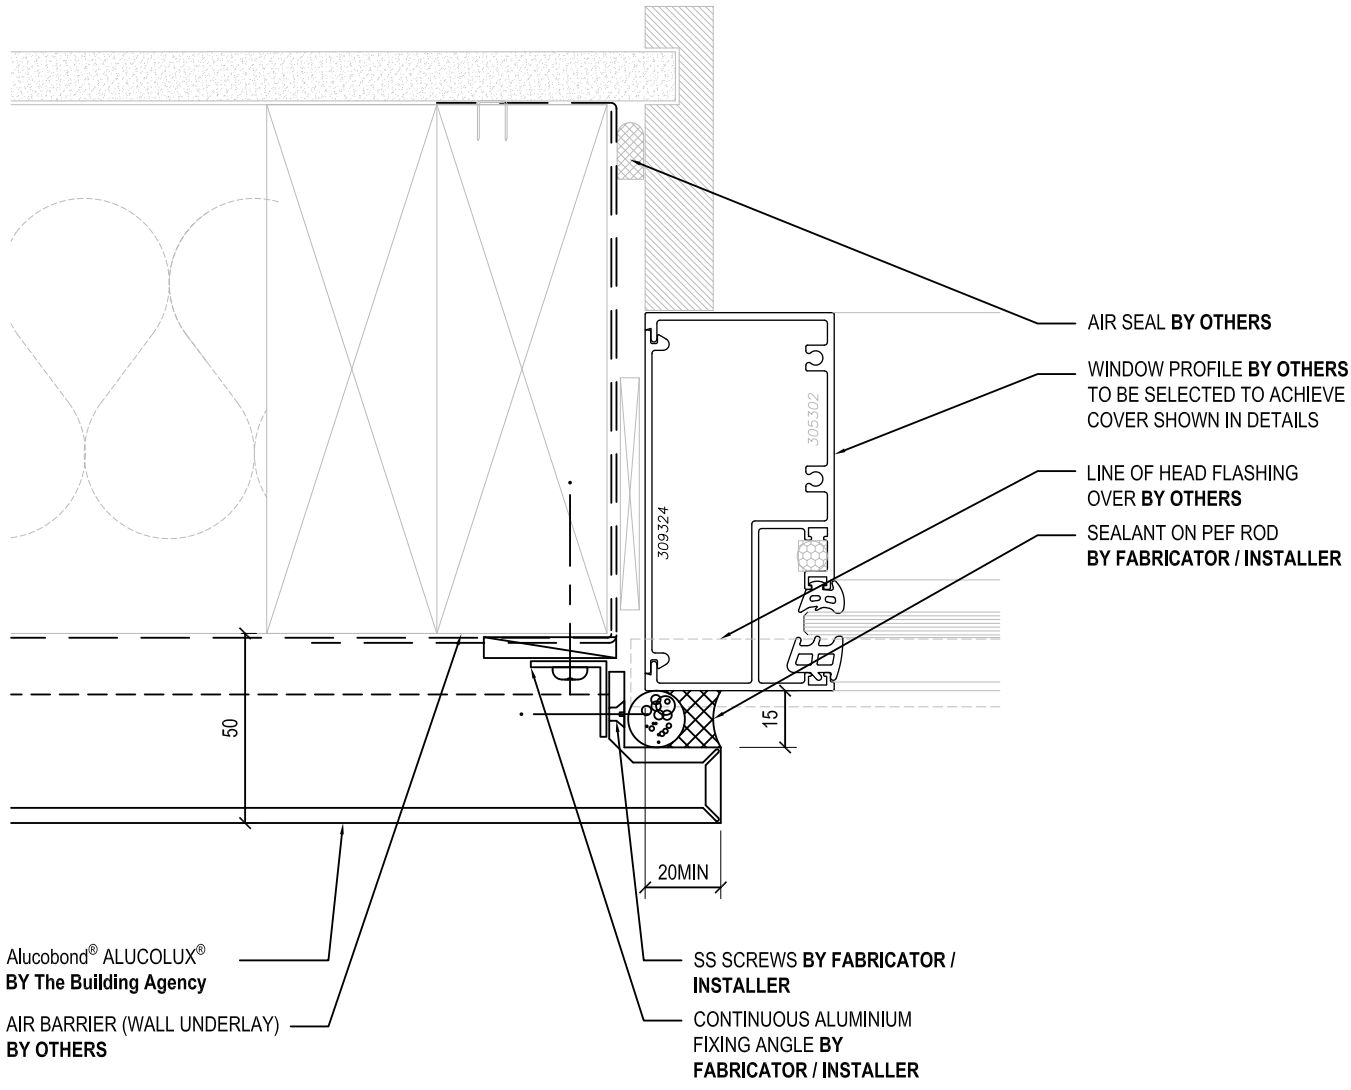 AIR SEAL BY OTHERS
WINDOW PROFILE BY OTHERS
TO BE SELECTED TO ACHIEVE
COVER SHOWN IN DETAILS
305302
LINE OF HEAD FLASHING
OVER BY OTHERS
309324
SEALANT ON PEF ROD
BY FABRICATOR / INSTALLER
50
15
20MIN
Alucobond® ALUCOLUX®
BY The Building Agency
AIR BARRIER (WALL UNDERLAY)
BY OTHERS
SS SCREWS BY FABRICATOR /
INSTALLER
CONTINUOUS ALUMINIUM
FIXING ANGLE BY
FABRICATOR / INSTALLER